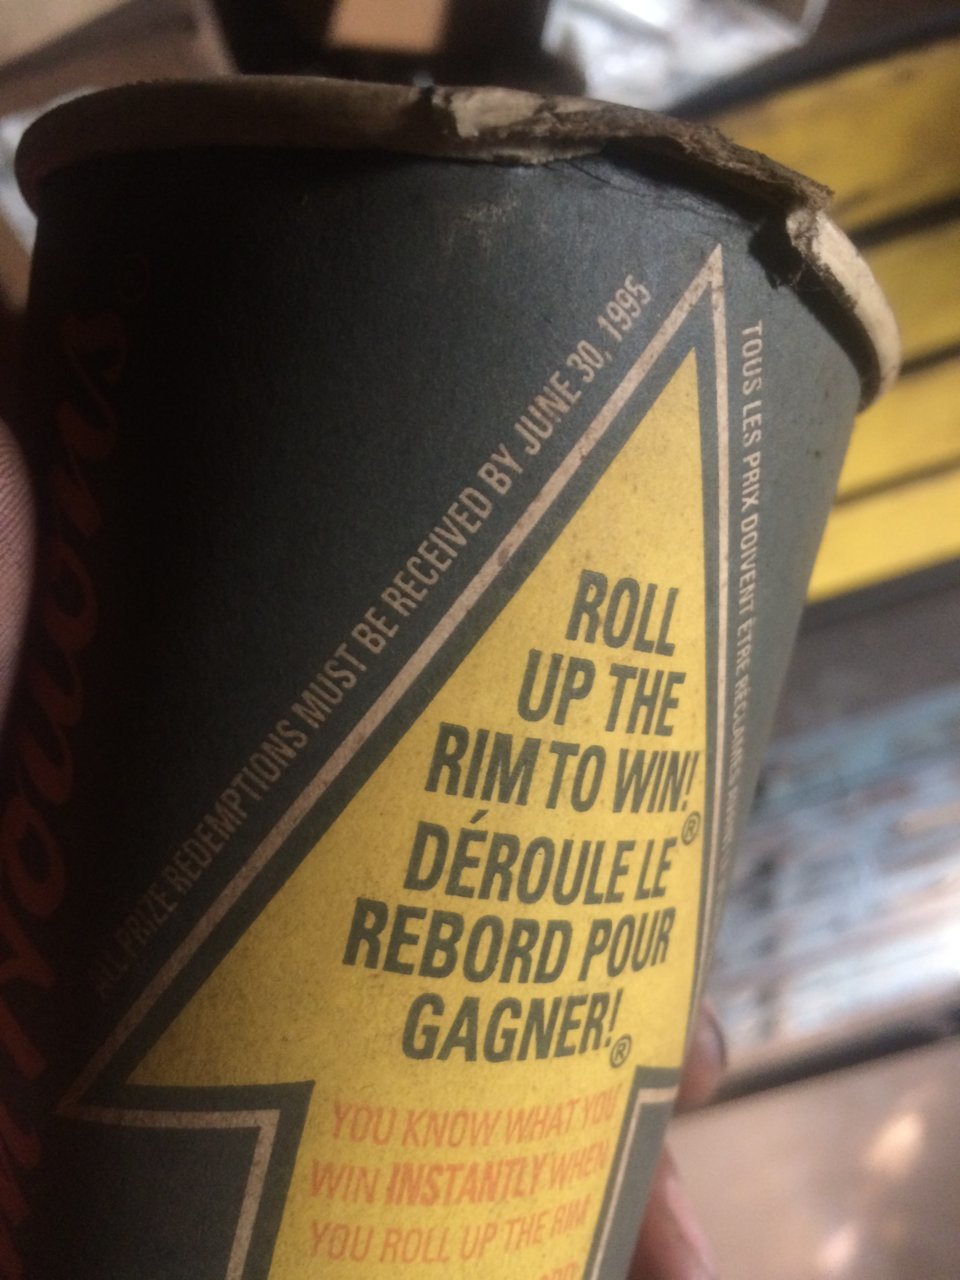 ALL PRIZE REDEMPTIONS MUST BE RECEIVED BY JUNE 30, 1995
TOUS LES PRIX DOIVENT ÊTRE RÉCLAMÉS
ROLL
UP THE
RIM TO WIN!®
DÉROULE LE
REBORD POUR
GAGNER!®
YOU KNOW WHAT YOU
WIN INSTANTLY WHEN
YOU ROLL UP THE RIM